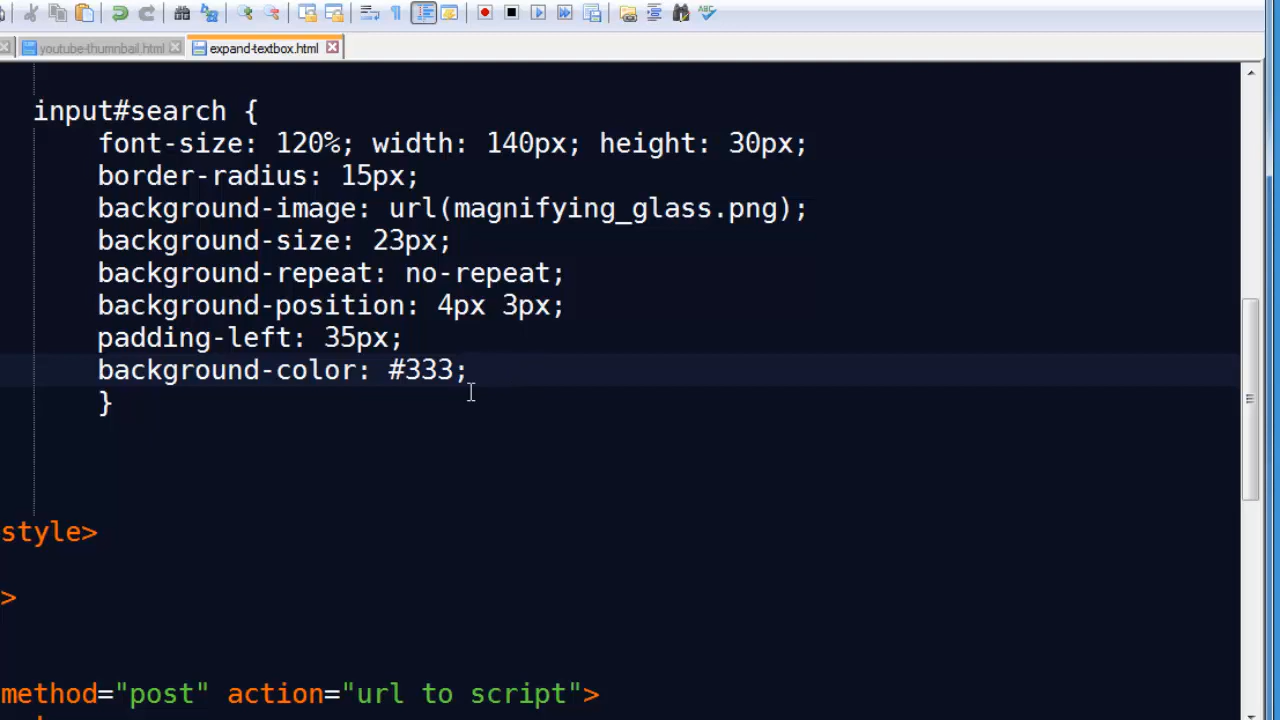 youtube-thumnbail.html expand-textbox.html
input#search {
font-size: 120%; width: 140px; height: 30px;
border-radius: 15px;
background-image: url(magnifying_glass.png);
background-size: 23px;
background-repeat: no-repeat;
background-position: 4px 3px;
padding-left: 35px;
background-color: #333;
}
style>
>
method="post" action="url to script">